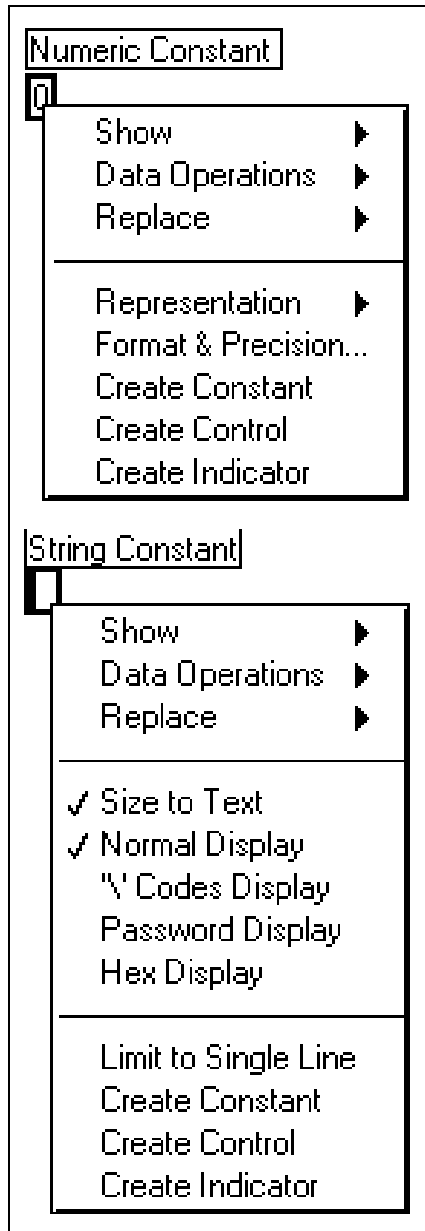 Numeric Constant
0
Show
Data Operations
Replace
Representation
Format & Precision...
Create Constant
Create Control
Create Indicator
String Constant
Show
Data Operations
Replace
✓ Size to Text
✓ Normal Display
'\' Codes Display
Password Display
Hex Display
Limit to Single Line
Create Constant
Create Control
Create Indicator